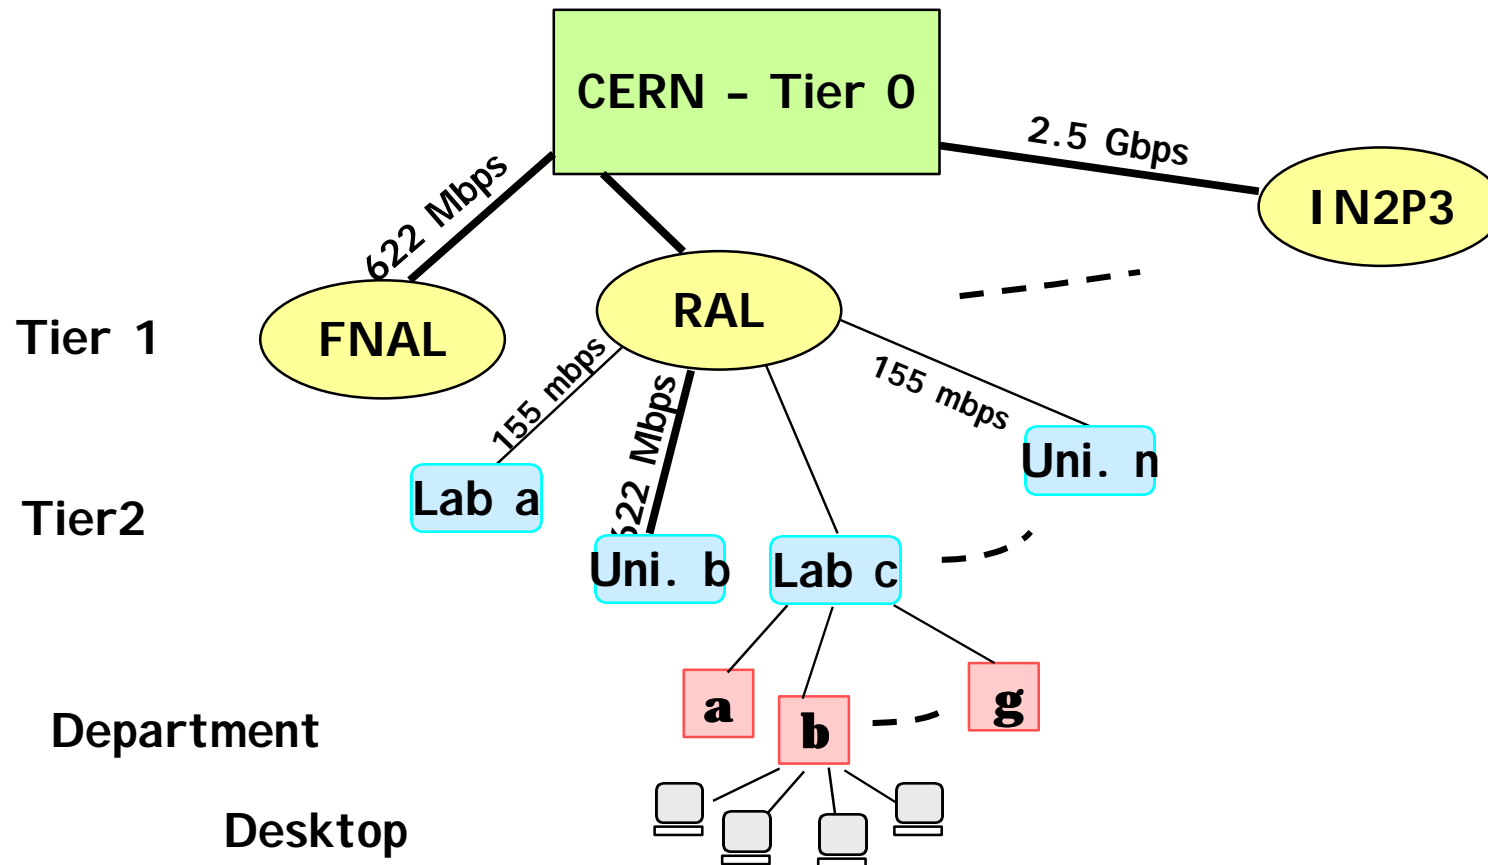 CERN – Tier 0
2.5 Gbps
622 Mbps
IN2P3
Tier 1
FNAL
RAL
155 mbps
622 Mbps
155 mbps
Uni. n
Tier2
Lab a
Uni. b
Lab c
Department
a
b
g
Desktop